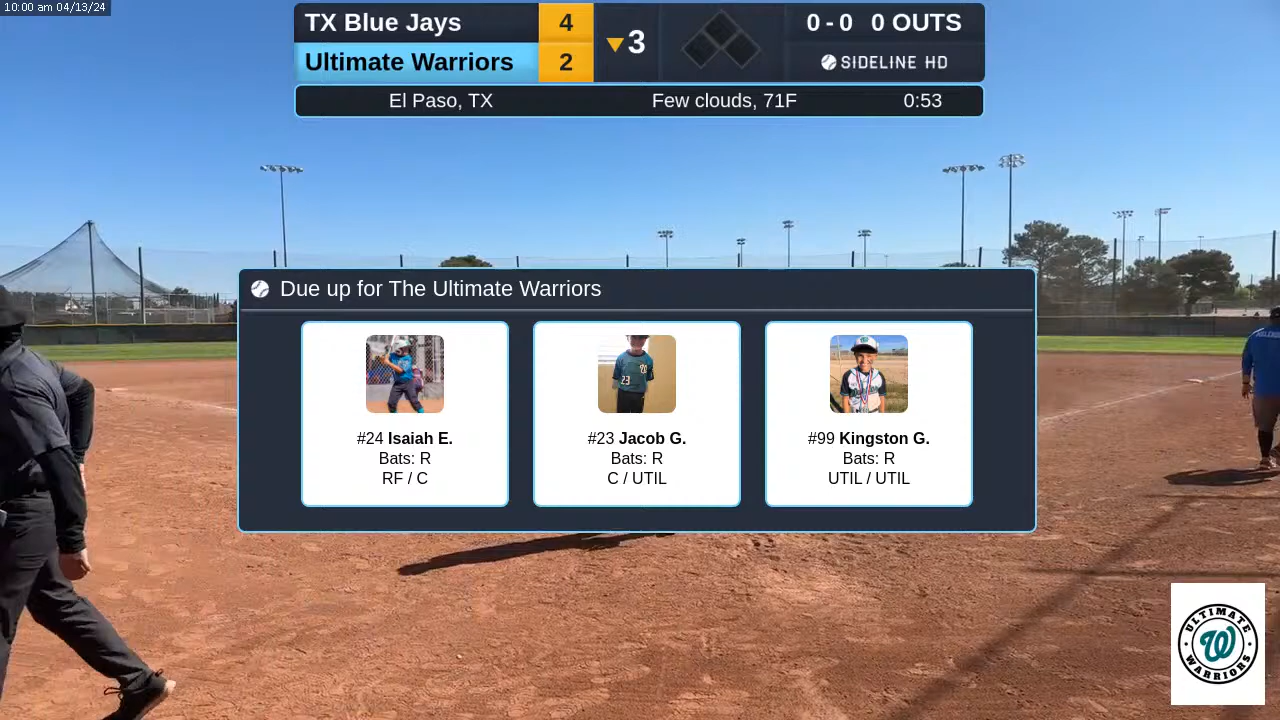 10:00 am 04/13/24
TX Blue Jays 4
Ultimate Warriors 2
3
0 - 0 0 OUTS
SIDELINE HD
El Paso, TX Few clouds, 71F 0:53
Due up for The Ultimate Warriors
#24 Isaiah E.
Bats: R
RF / C
#23 Jacob G.
Bats: R
C / UTIL
#99 Kingston G.
Bats: R
UTIL / UTIL
23
ULTIMATE
W
WARRIORS